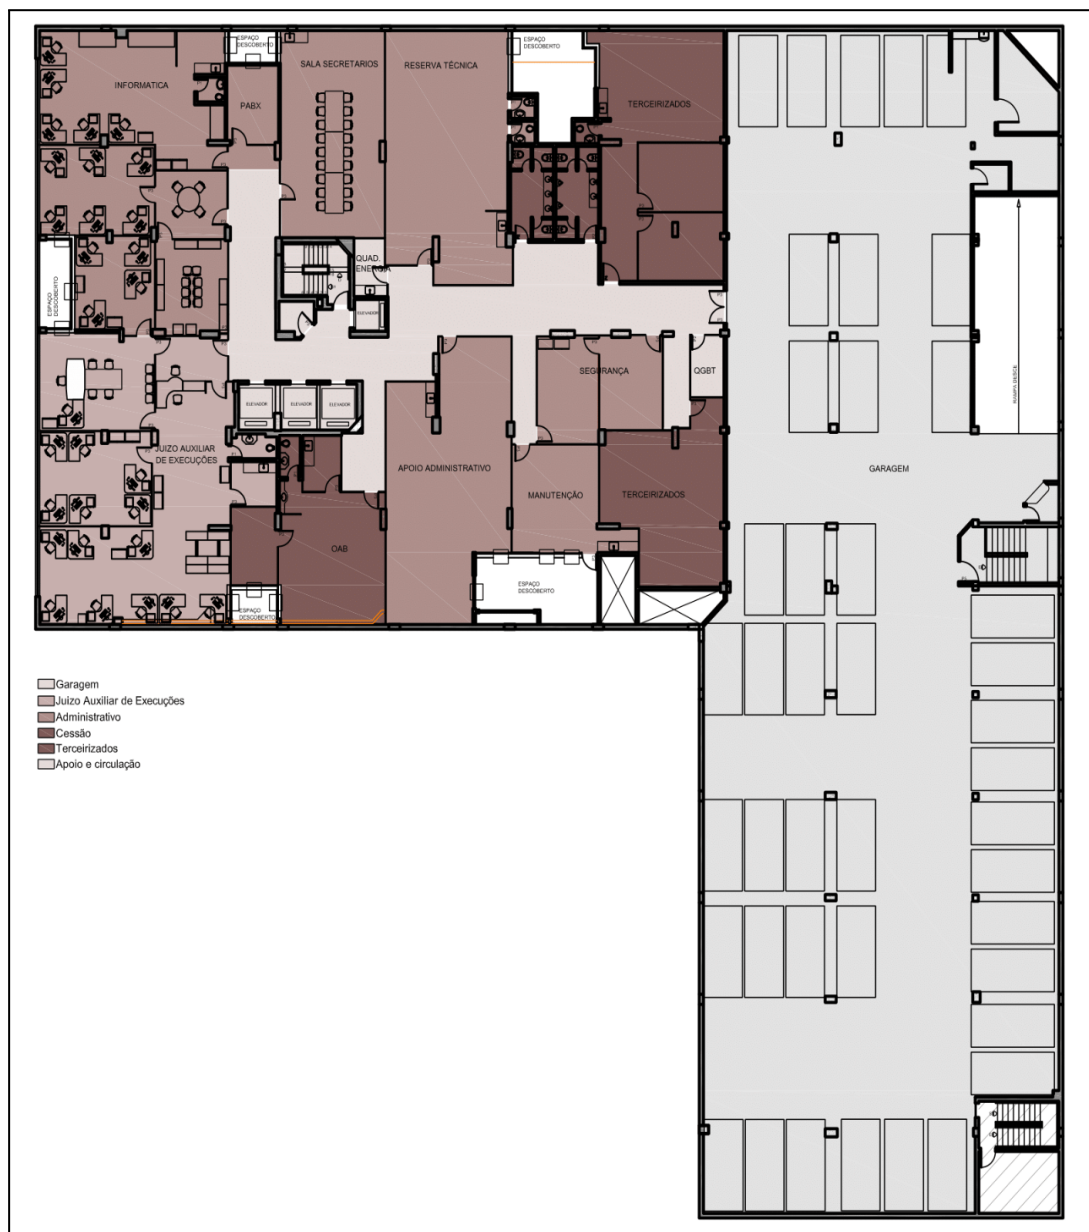 ESPAÇO
DESCOBERTO
SALA SECRETARIOS
RESERVA TÉCNICA
ESPAÇO
DESCOBERTO
INFORMATICA
PABX
TERCEIRIZADOS
QUAD.
ENERGIA
ESPAÇO
DESCOBERTO
ELEVADOR
SEGURANÇA
QGBT
RAMPA DESCE
ELEVADOR
ELEVADOR
ELEVADOR
JUIZO AUXILIAR
DE EXECUÇÕES
APOIO ADMINISTRATIVO
MANUTENÇÃO
TERCEIRIZADOS
GARAGEM
OAB
ESPAÇO
DESCOBERTO
ESPAÇO
DESCOBERTO
Garagem
Juizo Auxiliar de Execuções
Administrativo
Cessão
Terceirizados
Apoio e circulação